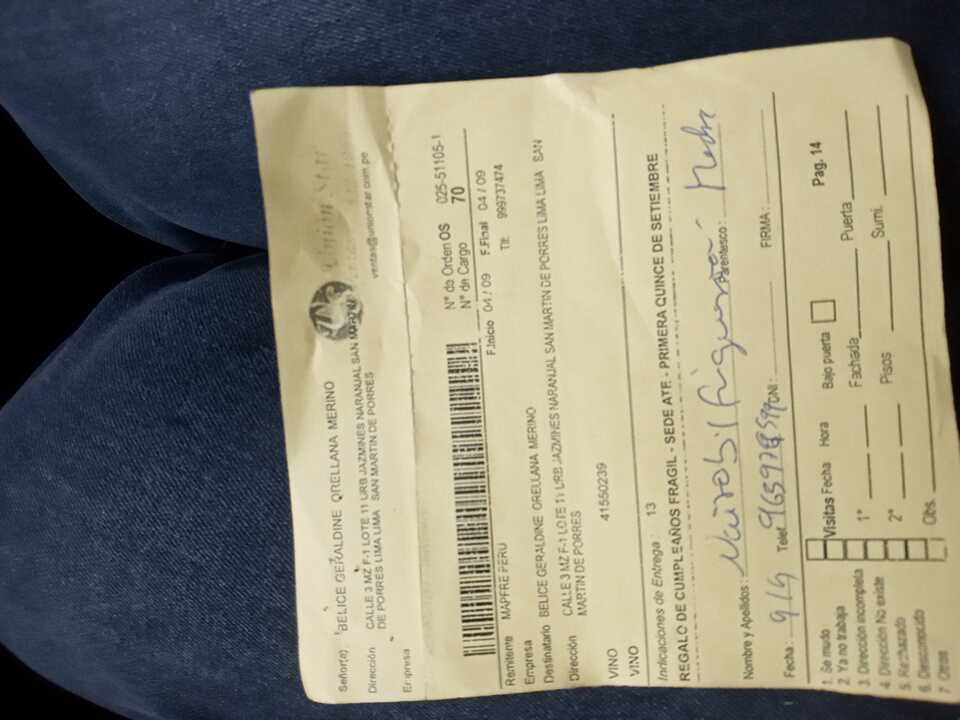 Union Star
ventas@unionstar.com.pe
Señor(a) BELICE GERALDINE ORELLANA MERINO
Dirección CALLE 3 MZ F-1 LOTE 11 URB JAZMINES NARANJAL SAN MARTIN
DE PORRES LIMA LIMA SAN MARTIN DE PORRES
Empresa
N° de Orden OS 025-51105-1
N° de Cargo 70
F.Inicio 04/09 F.Final 04/09
Remitente MAPFRE PERU Tlf: 999737474
Empresa
Destinatario BELICE GERALDINE ORELLANA MERINO
Dirección CALLE 3 MZ F-1 LOTE 11 URB JAZMINES NARANJAL SAN MARTIN DE PORRES LIMA LIMA SAN
MARTIN DE PORRES
VINO 41550239
VINO
Indicaciones de Entrega 13
REGALO DE CUMPLEAÑOS FRAGIL - SEDE ATE - PRIMERA QUINCE DE SETIEMBRE
Nombre y Apellidos: Parentesco:
Fecha: 9/9 Telef DNI: FIRMA:
1. Se mudo Visitas Fecha Hora Bajo puerta Pag. 14
2. Ya no trabaja
3. Dirección incompleta 1° Fachada Puerta
4. Dirección No existe 2° Pisos Sumi.
5. Rechazado
6. Desconocido Obs.
7. Otros